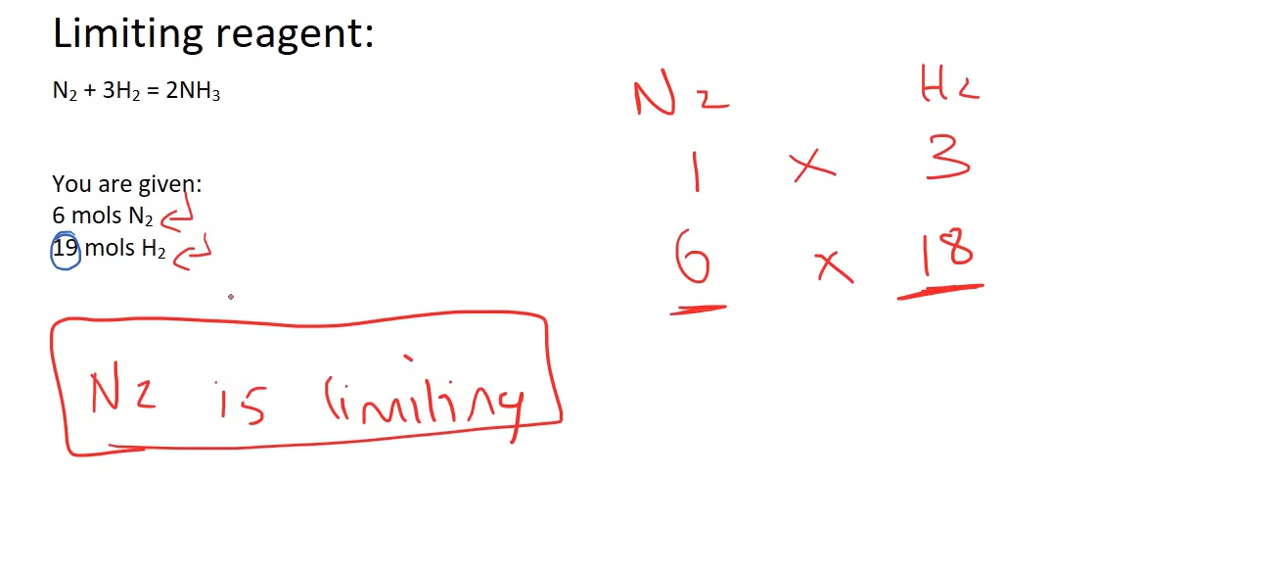 Limiting reagent:
N₂ + 3H₂ = 2NH₃
You are given:
6 mols N₂
19 mols H₂
N2 is limiting
N2 H2
1 × 3
6 × 18